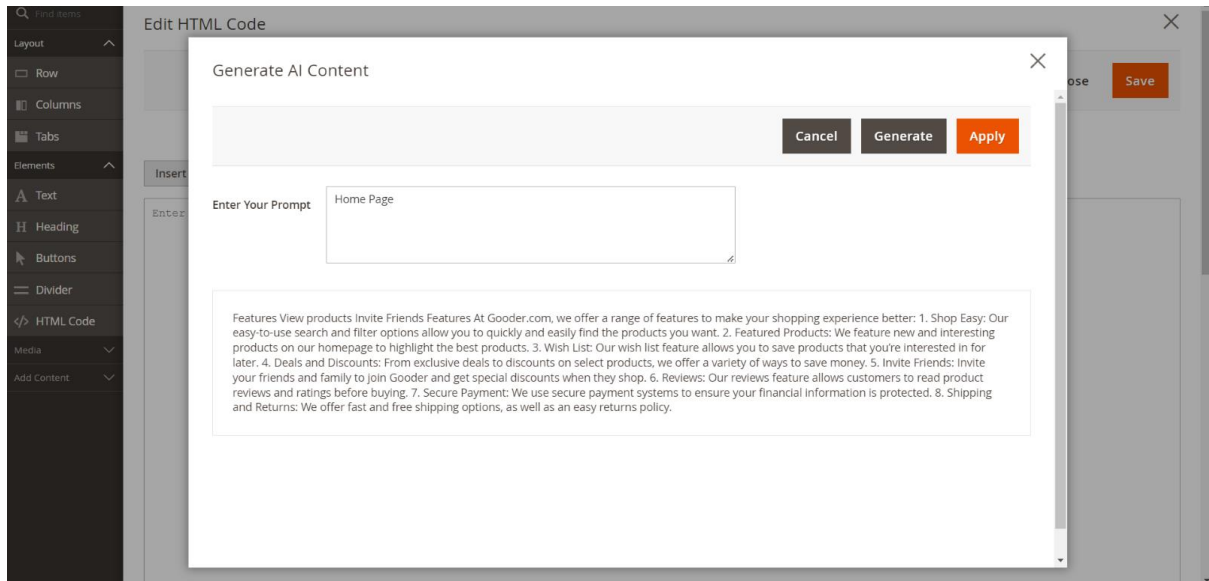 Find items
Edit HTML Code
Layout
Row
Columns
Tabs
Elements
Text
Heading
Buttons
Divider
HTML Code
Media
Add Content
ose
Save
Insert
Enter
Generate AI Content
Cancel
Generate
Apply
Enter Your Prompt
Home Page
Features View products Invite Friends Features At Gooder.com, we offer a range of features to make your shopping experience better: 1. Shop Easy: Our
easy-to-use search and filter options allow you to quickly and easily find the products you want. 2. Featured Products: We feature new and interesting
products on our homepage to highlight the best products. 3. Wish List: Our wish list feature allows you to save products that you're interested in for
later. 4. Deals and Discounts: From exclusive deals to discounts on select products, we offer a variety of ways to save money. 5. Invite Friends: Invite
your friends and family to join Gooder and get special discounts when they shop. 6. Reviews: Our reviews feature allows customers to read product
reviews and ratings before buying. 7. Secure Payment: We use secure payment systems to ensure your financial information is protected. 8. Shipping
and Returns: We offer fast and free shipping options, as well as an easy returns policy.